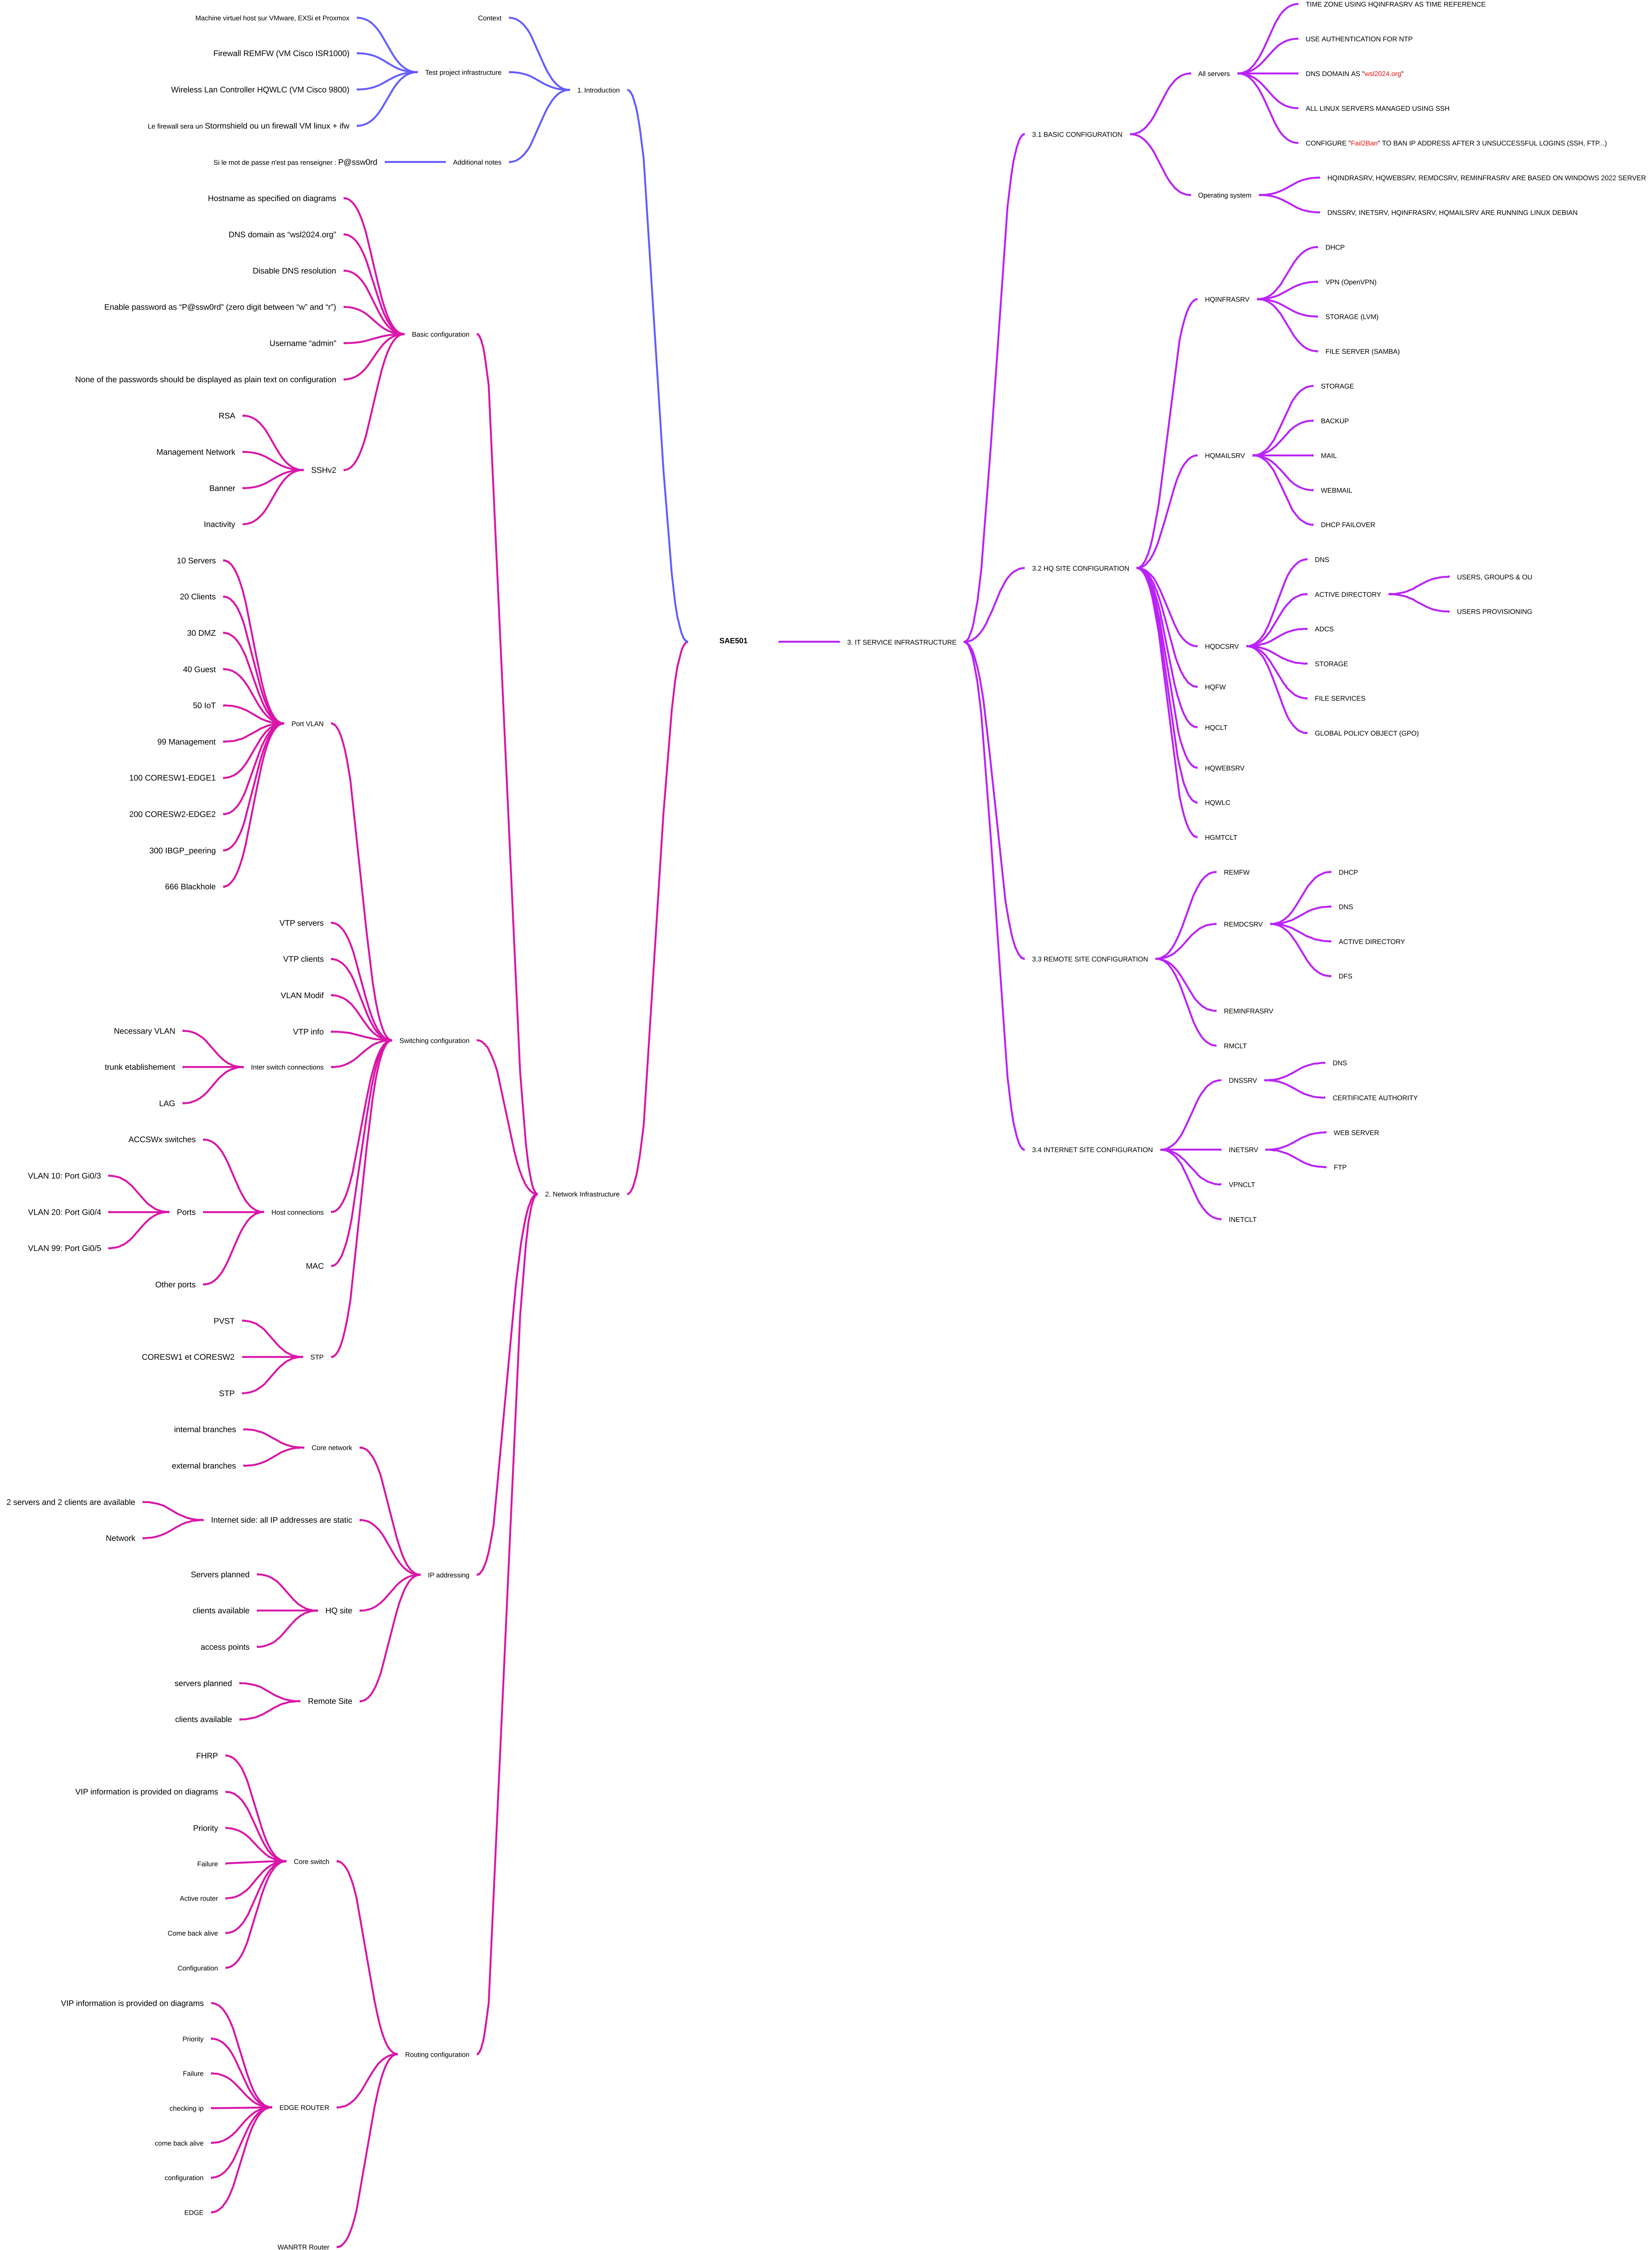 SAE501
1. Introduction
Context
Test project infrastructure
Machine virtuel host sur VMware, EXSi et Proxmox
Firewall REMFW (VM Cisco ISR1000)
Wireless Lan Controller HQWLC (VM Cisco 9800)
Le firewall sera un Stormshield ou un firewall VM linux + ifw
Additional notes
Si le mot de passe n'est pas renseigner : P@ssw0rd
2. Network Infrastructure
Basic configuration
Hostname as specified on diagrams
DNS domain as “wsl2024.org”
Disable DNS resolution
Enable password as “P@ssw0rd” (zero digit between “w” and “r”)
Username “admin”
None of the passwords should be displayed as plain text on configuration
SSHv2
RSA
Management Network
Banner
Inactivity
Switching configuration
Port VLAN
10 Servers
20 Clients
30 DMZ
40 Guest
50 IoT
99 Management
100 CORESW1-EDGE1
200 CORESW2-EDGE2
300 IBGP_peering
666 Blackhole
VTP servers
VTP clients
VLAN Modif
VTP info
Inter switch connections
Necessary VLAN
trunk etablishement
LAG
Host connections
ACCSWx switches
Ports
VLAN 10: Port Gi0/3
VLAN 20: Port Gi0/4
VLAN 99: Port Gi0/5
Other ports
MAC
STP
PVST
CORESW1 et CORESW2
STP
IP addressing
Core network
internal branches
external branches
Internet side: all IP addresses are static
2 servers and 2 clients are available
Network
HQ site
Servers planned
clients available
access points
Remote Site
servers planned
clients available
Routing configuration
Core switch
FHRP
VIP information is provided on diagrams
Priority
Failure
Active router
Come back alive
Configuration
EDGE ROUTER
VIP information is provided on diagrams
Priority
Failure
checking ip
come back alive
configuration
EDGE
WANRTR Router
3. IT SERVICE INFRASTRUCTURE
3.1 BASIC CONFIGURATION
All servers
TIME ZONE USING HQINFRASRV AS TIME REFERENCE
USE AUTHENTICATION FOR NTP
DNS DOMAIN AS "wsl2024.org"
ALL LINUX SERVERS MANAGED USING SSH
CONFIGURE "Fail2Ban" TO BAN IP ADDRESS AFTER 3 UNSUCCESSFUL LOGINS (SSH, FTP...)
Operating system
HQINDRASRV, HQWEBSRV, REMDCSRV, REMINFRASRV ARE BASED ON WINDOWS 2022 SERVER
DNSSRV, INETSRV, HQINFRASRV, HQMAILSRV ARE RUNNING LINUX DEBIAN
3.2 HQ SITE CONFIGURATION
HQINFRASRV
DHCP
VPN (OpenVPN)
STORAGE (LVM)
FILE SERVER (SAMBA)
HQMAILSRV
STORAGE
BACKUP
MAIL
WEBMAIL
DHCP FAILOVER
HQDCSRV
DNS
ACTIVE DIRECTORY
USERS, GROUPS & OU
USERS PROVISIONING
ADCS
STORAGE
FILE SERVICES
GLOBAL POLICY OBJECT (GPO)
HQFW
HQCLT
HQWEBSRV
HQWLC
HGMTCLT
3.3 REMOTE SITE CONFIGURATION
REMFW
REMDCSRV
DHCP
DNS
ACTIVE DIRECTORY
DFS
REMINFRASRV
RMCLT
3.4 INTERNET SITE CONFIGURATION
DNSSRV
DNS
CERTIFICATE AUTHORITY
INETSRV
WEB SERVER
FTP
VPNCLT
INETCLT